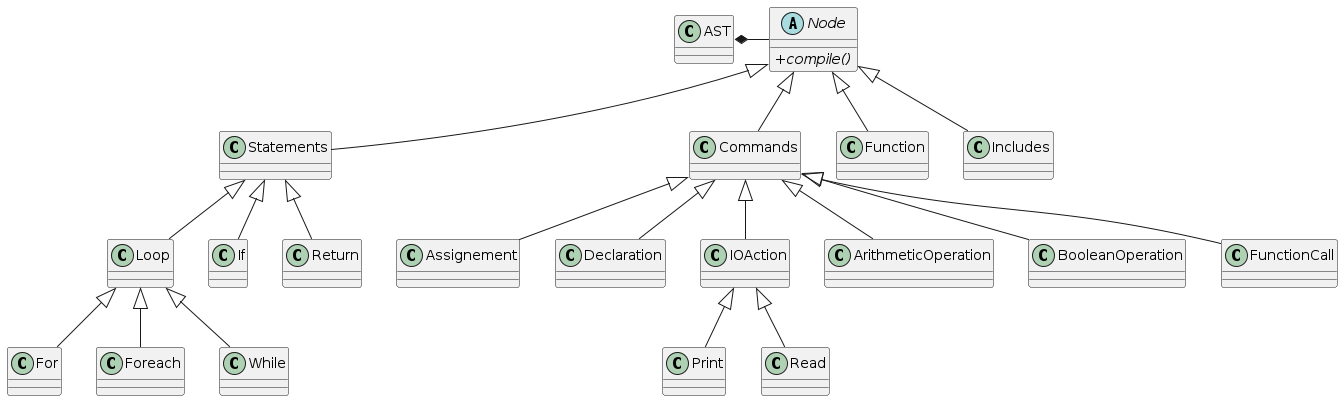 C AST
A Node
+compile()
C Statements
C Commands
C Function
C Includes
C Loop
C If
C Return
C Assignement
C Declaration
C IOAction
C ArithmeticOperation
C BooleanOperation
C FunctionCall
C For
C Foreach
C While
C Print
C Read